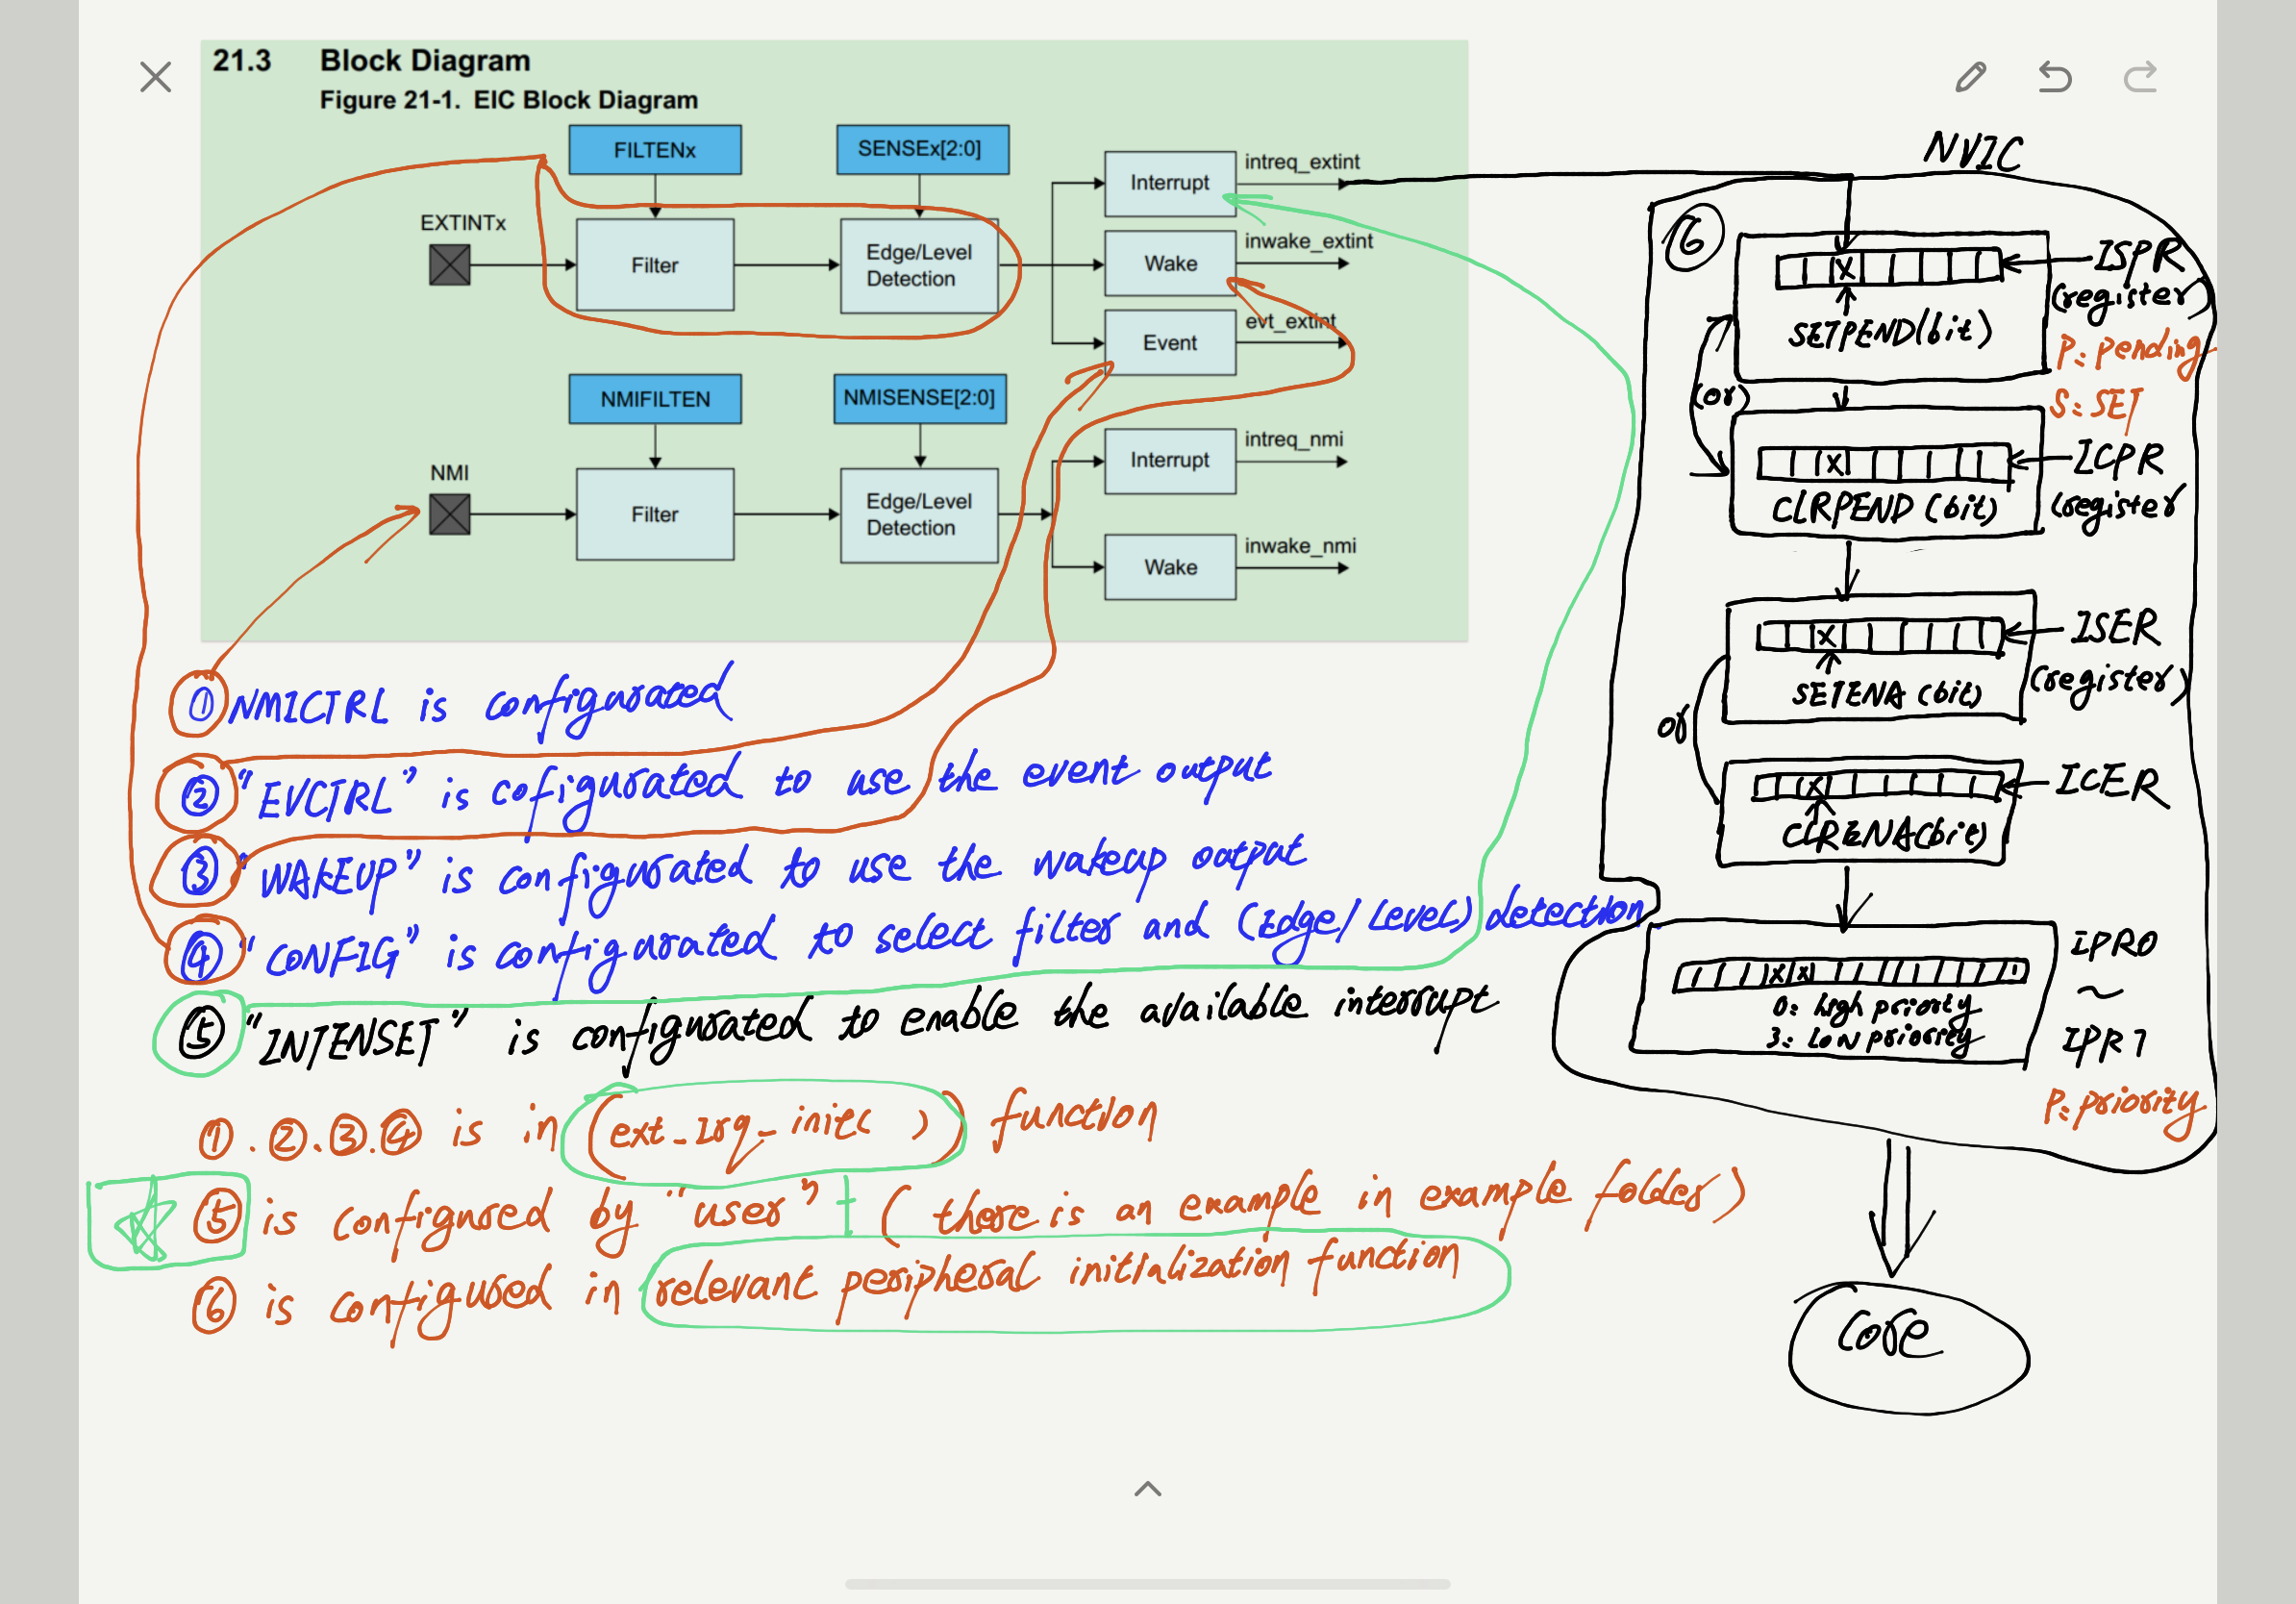 21.3 Block Diagram
Figure 21-1. EIC Block Diagram
FILTENx
SENSEx[2:0]
EXTINTx
Filter
Edge/Level
Detection
Interrupt
intreq_extint
Wake
inwake_extint
Event
evt_extint
NMIFILTEN
NMISENSE[2:0]
NMI
Filter
Edge/Level
Detection
Interrupt
intreq_nmi
Wake
inwake_nmi
① NMICTRL is configurated
② "EVCTRL" is cofigurated to use the event output
③ "WAKEUP" is configurated to use the wakeup output
④ "CONFIG" is configurated to select filter and (Edge/Level) detection
⑤ "INTENSET" is configurated to enable the available interrupt
①.②.③.④ is in (ext_irq_init( )) function
⑤ is configured by "user" (there is an example in example folder)
⑥ is configured in relevant peripheral initialization function
NVIC
⑥
X
ISPR
(register)
SETPEND(bit)
P: pending
S: SET
(or)
X
ICPR
(register
CLRPEND (bit)
X
ISER
(register)
SETENA (bit)
or
X
ICER
CLRENA(bit)
X X
IPR0
~
IPR7
0: high priority
3: Low priority
P: priority
Core